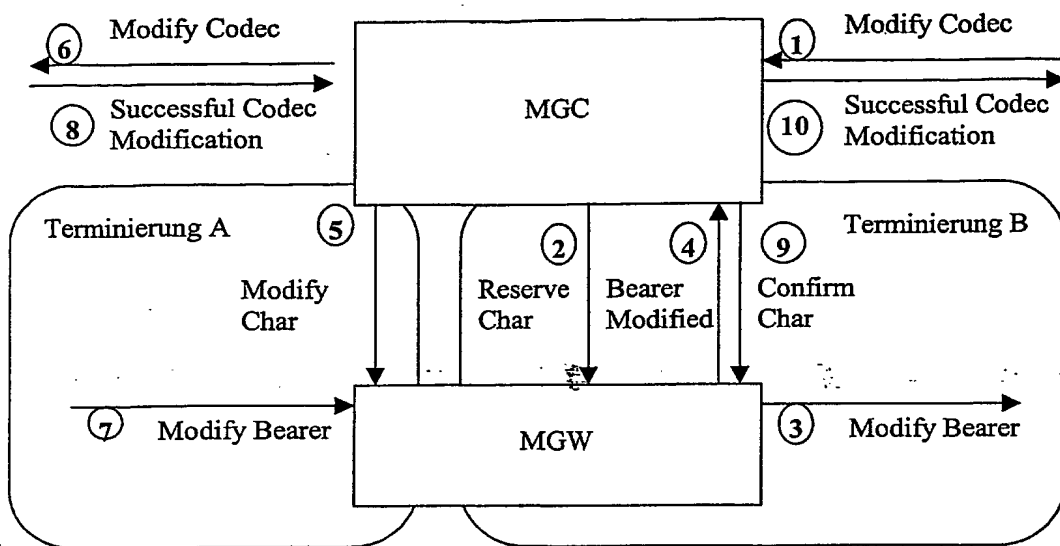 6 Modify Codec
8 Successful Codec
Modification
MGC
1 Modify Codec
10 Successful Codec
Modification
Terminierung A
5
Modify
Char
2
Reserve
Char
4
Bearer
Modified
9
Confirm
Char
Terminierung B
7 Modify Bearer
MGW
3 Modify Bearer